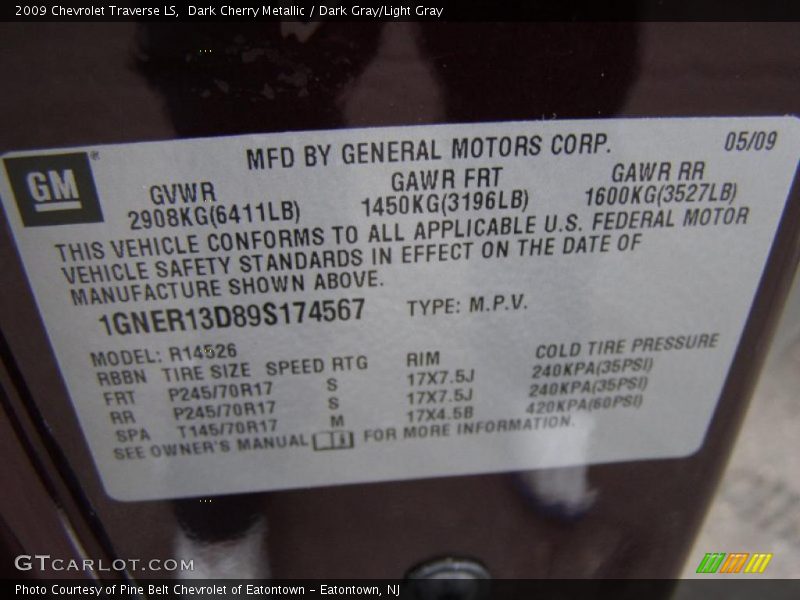 2009 Chevrolet Traverse LS,  Dark Cherry Metallic / Dark Gray/Light Gray
GM
MFD BY GENERAL MOTORS CORP.
05/09
GVWR GAWR FRT GAWR RR
2908KG(6411LB) 1450KG(3196LB) 1600KG(3527LB)
THIS VEHICLE CONFORMS TO ALL APPLICABLE U.S. FEDERAL MOTOR
VEHICLE SAFETY STANDARDS IN EFFECT ON THE DATE OF
MANUFACTURE SHOWN ABOVE.
1GNER13D89S174567 TYPE: M.P.V.
MODEL: R14526
RBBN TIRE SIZE SPEED RTG RIM COLD TIRE PRESSURE
FRT P245/70R17 S 17X7.5J 240KPA(35PSI)
RR P245/70R17 S 17X7.5J 240KPA(35PSI)
SPA T145/70R17 M 17X4.5B 420KPA(60PSI)
SEE OWNER'S MANUAL FOR MORE INFORMATION.
GTCARLOT.COM
Photo Courtesy of Pine Belt Chevrolet of Eatontown - Eatontown, NJ